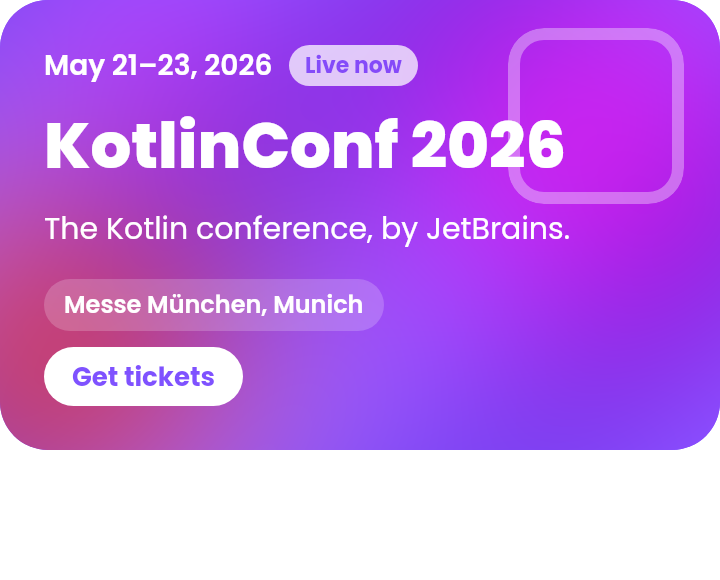 May 21–23, 2026 Live now
KotlinConf 2026
The Kotlin conference, by JetBrains.
Messe München, Munich
Get tickets